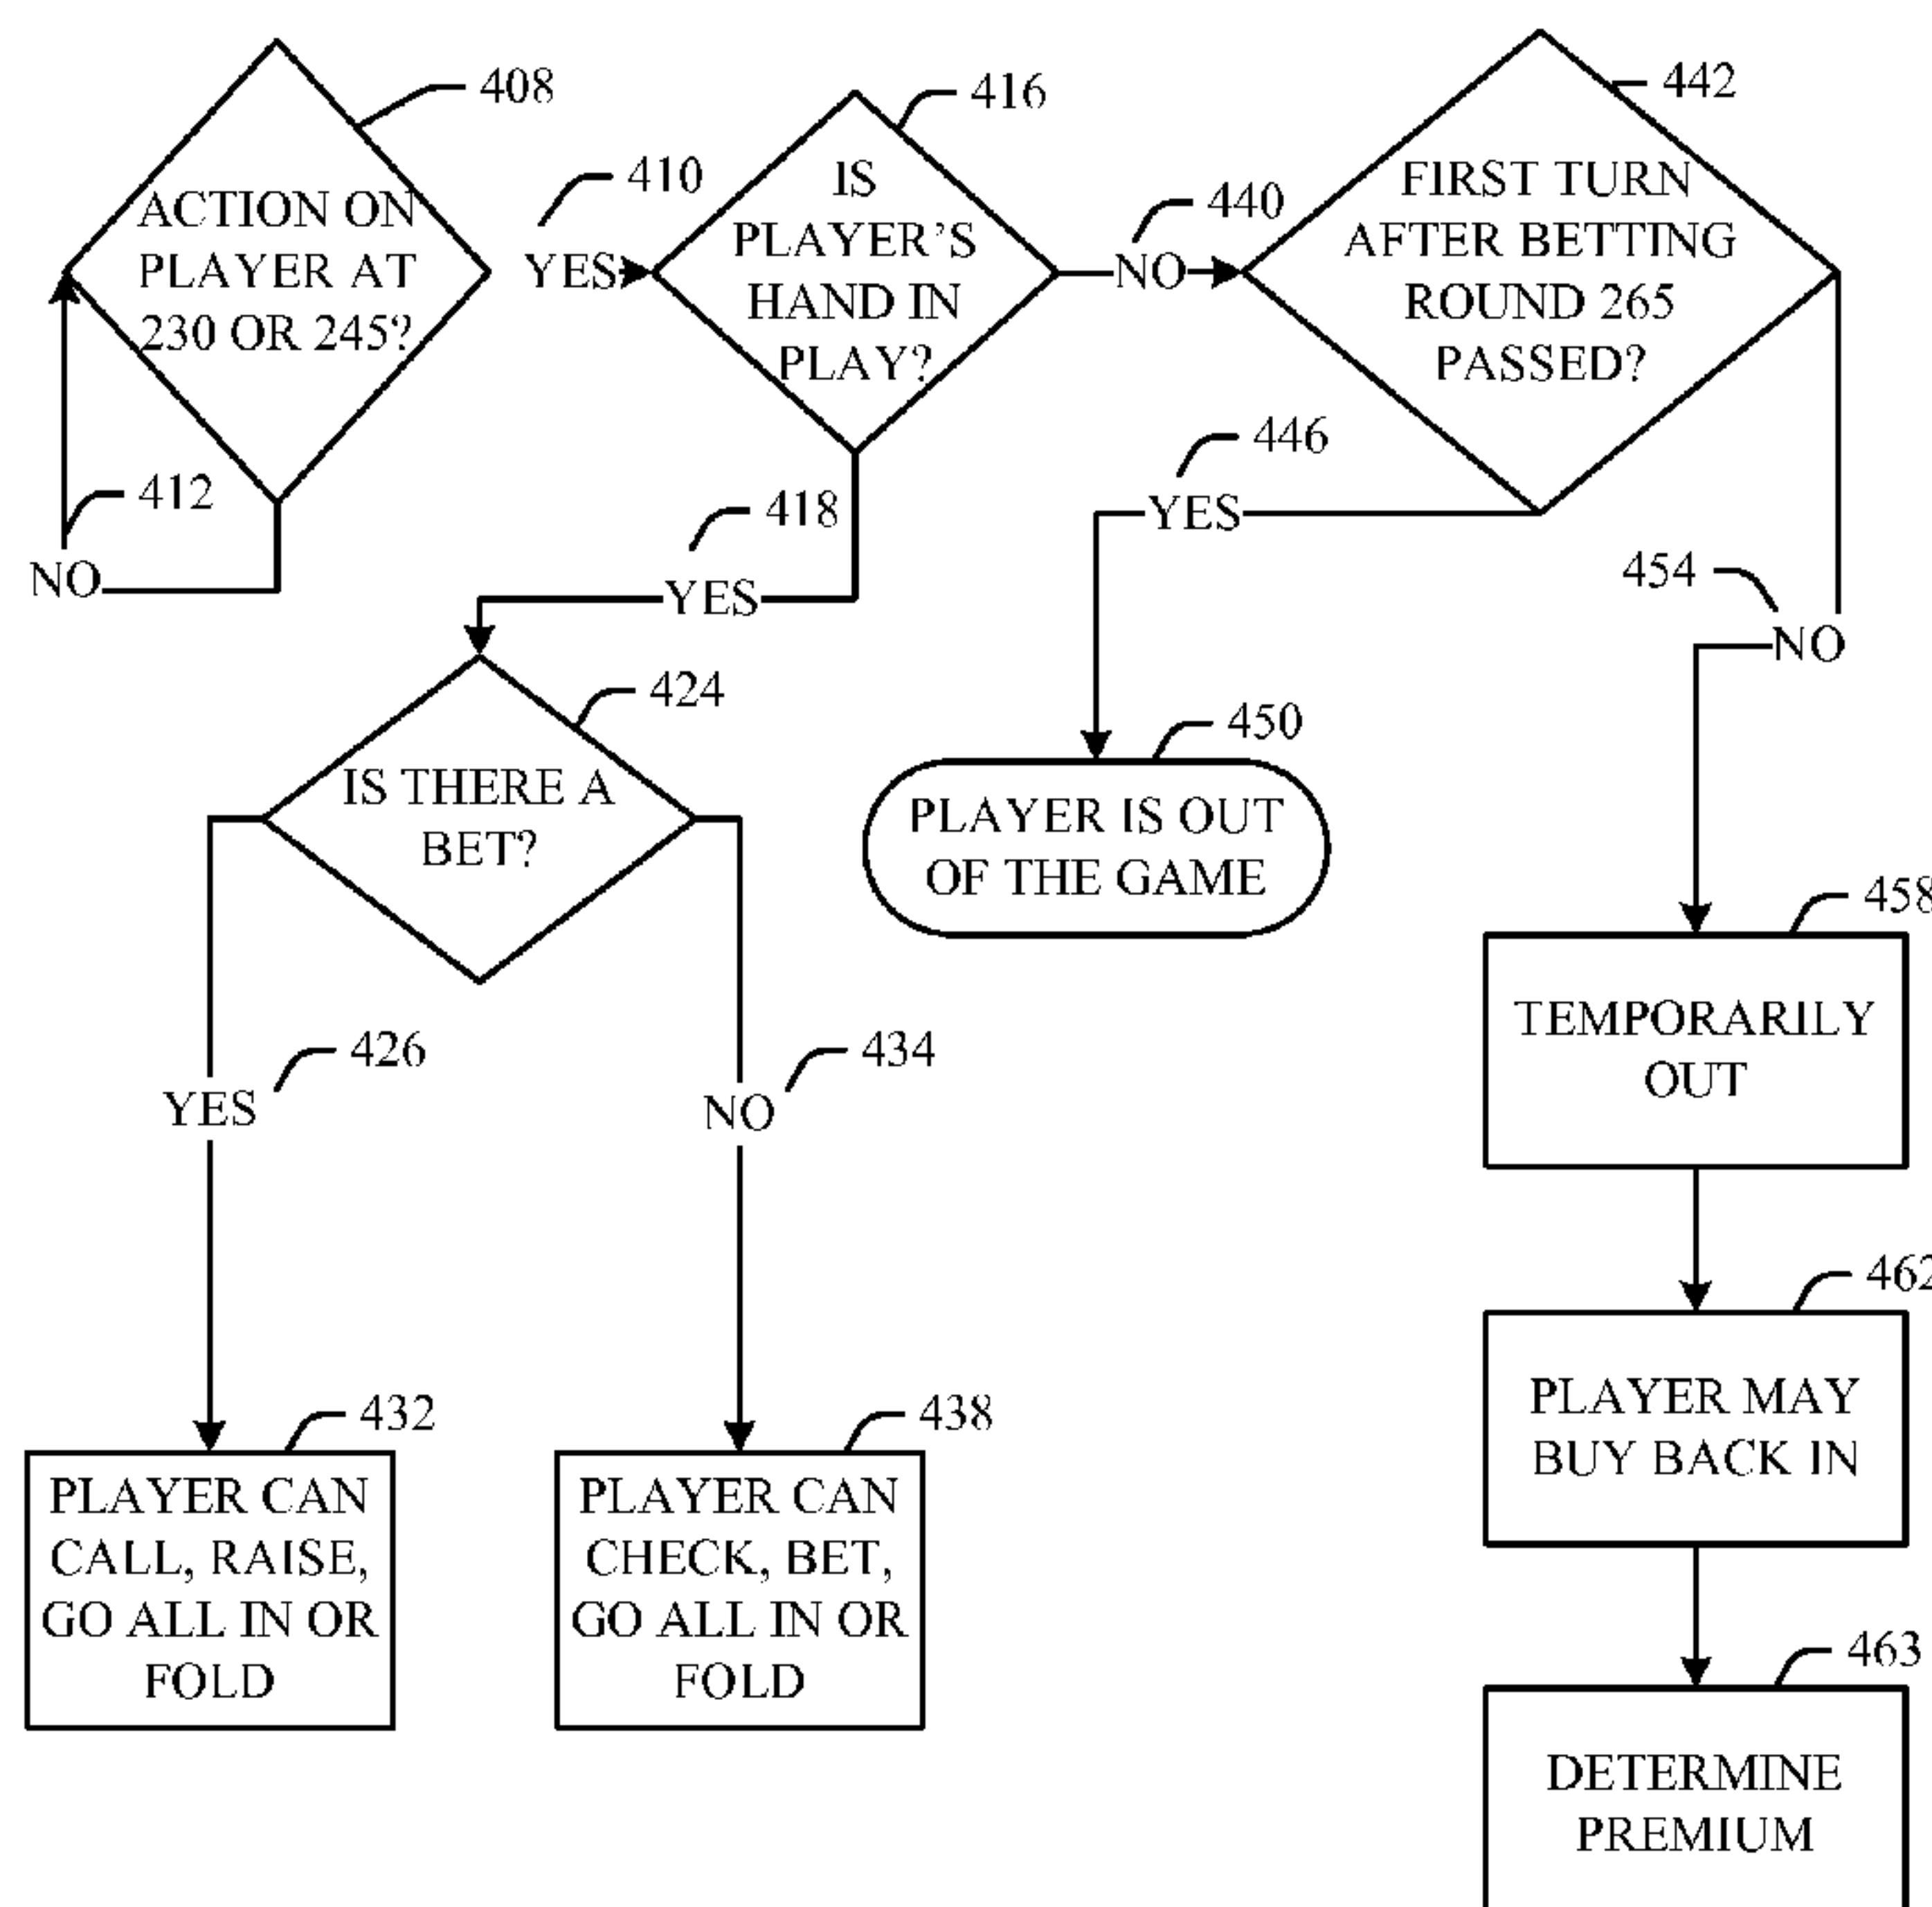 408
ACTION ON
PLAYER AT
230 OR 245?
412
NO
410
YES
416
IS
PLAYER'S
HAND IN
PLAY?
440
NO
442
FIRST TURN
AFTER BETTING
ROUND 265
PASSED?
418
YES
446
YES
454
NO
424
IS THERE A
BET?
450
PLAYER IS OUT
OF THE GAME
458
TEMPORARILY
OUT
426
YES
434
NO
462
PLAYER MAY
BUY BACK IN
432
PLAYER CAN
CALL, RAISE,
GO ALL IN OR
FOLD
438
PLAYER CAN
CHECK, BET,
GO ALL IN OR
FOLD
463
DETERMINE
PREMIUM